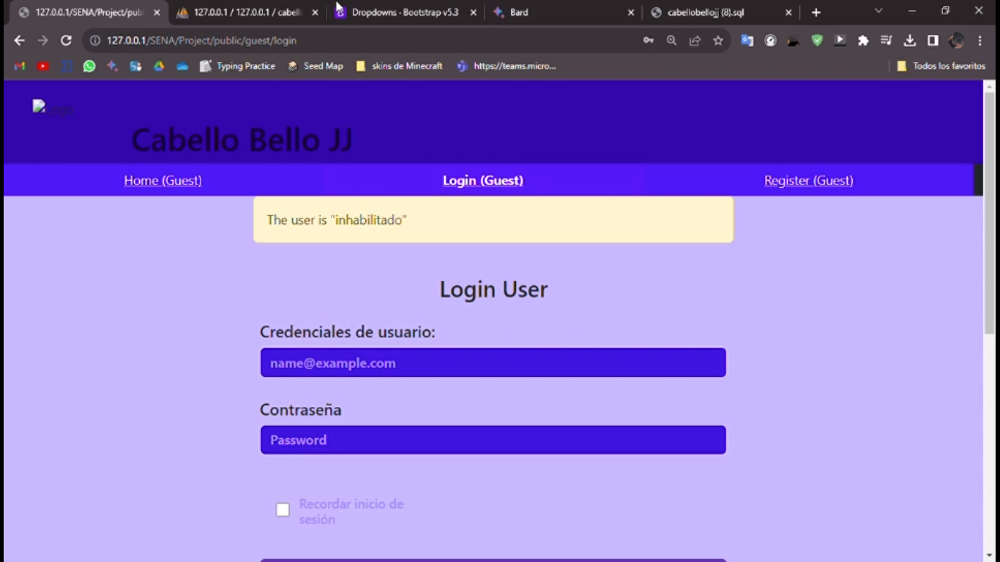 127.0.0.1/SENA/Project/publ
127.0.0.1 / 127.0.0.1 / cabell
Dropdowns · Bootstrap v5.3
Bard
cabellobellojj (8).sql
127.0.0.1/SENA/Project/public/guest/login
Typing Practice
Seed Map
skins de Minecraft
https://teams.micro...
Todos los favoritos
Logo
Cabello Bello JJ
Home (Guest)
Login (Guest)
Register (Guest)
The user is "inhabilitado"
Login User
Credenciales de usuario:
name@example.com
Contraseña
Password
Recordar inicio de
sesión